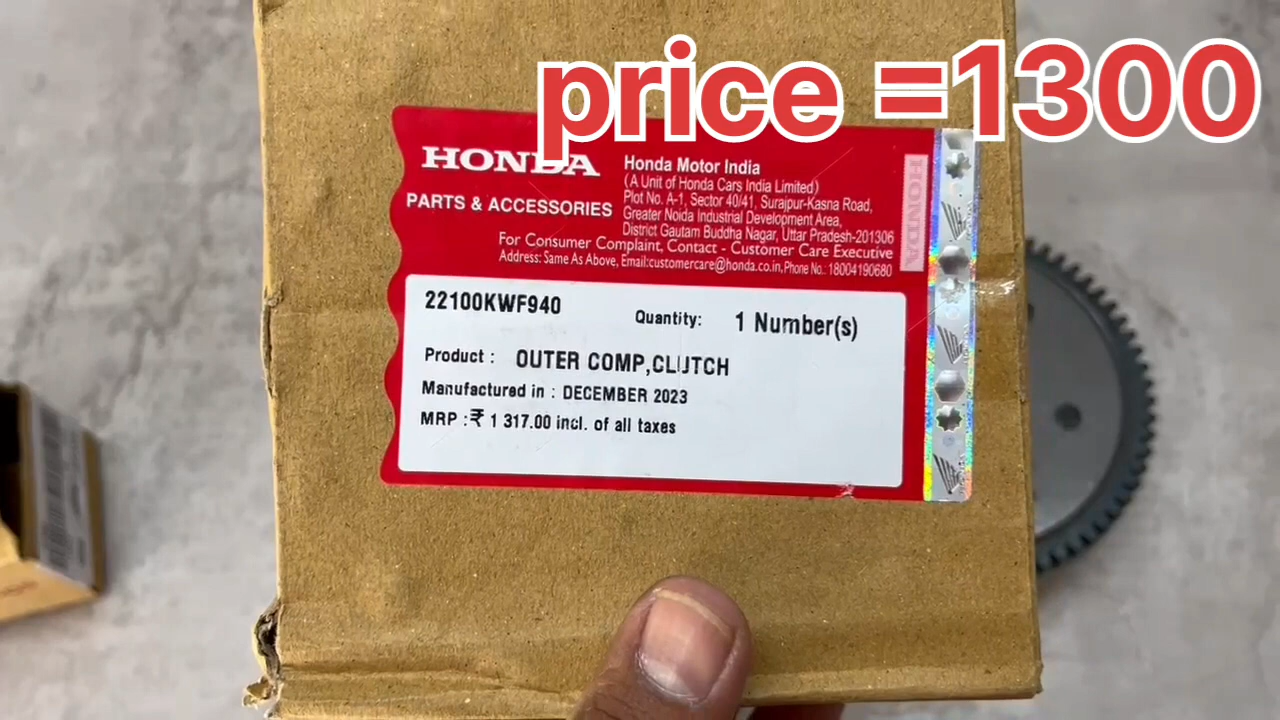 price =1300
HONDA
PARTS & ACCESSORIES
Honda Motor India
(A Unit of Honda Cars India Limited)
Plot No. A-1, Sector 40/41, Surajpur-Kasna Road,
Greater Noida Industrial Development Area,
District Gautam Buddha Nagar, Uttar Pradesh-201306
For Consumer Complaint, Contact - Customer Care Executive
Address: Same As Above, Email:customercare@honda.co.in, Phone No.: 18004190680
HONDA
22100KWF940 Quantity: 1 Number(s)
Product : OUTER COMP,CLUTCH
Manufactured in : DECEMBER 2023
MRP :₹ 1 317.00 incl. of all taxes
HONDA